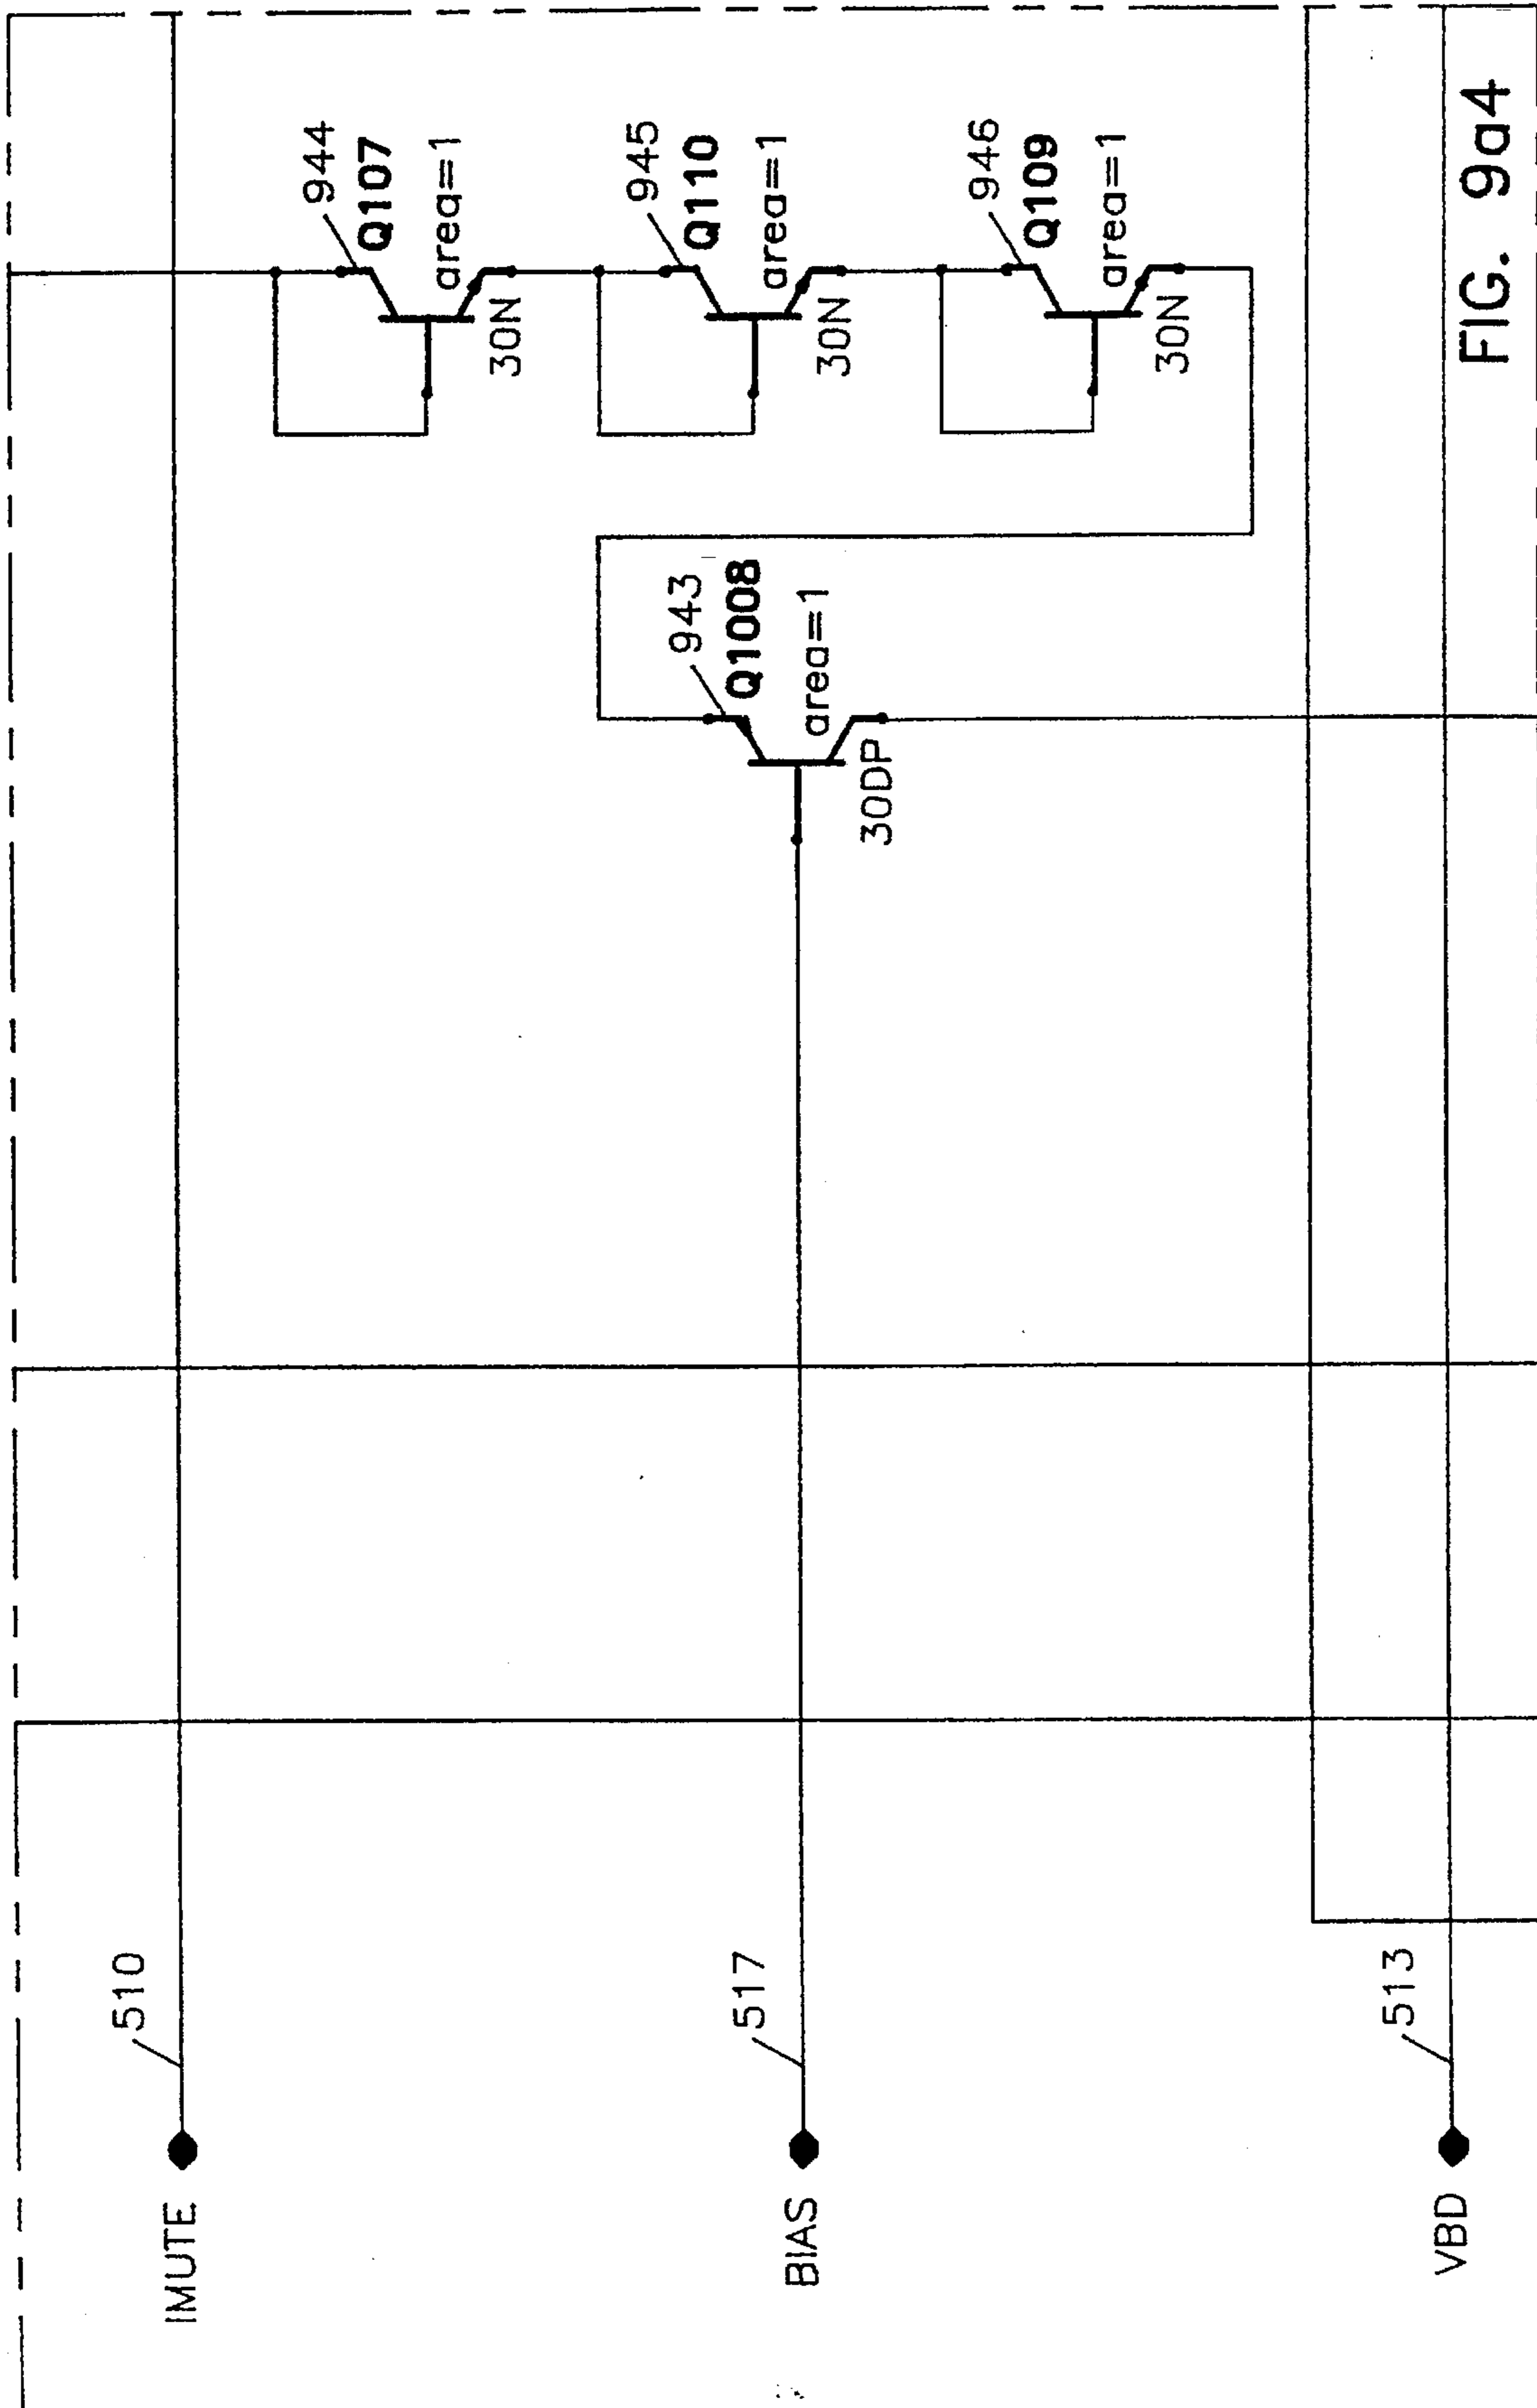 IMUTE
510
944
Q107
area=1
30N
BIAS
517
943
Q1008
area=1
30DP
945
Q110
area=1
30N
946
Q109
area=1
30N
VBD
513
FIG. 9a4